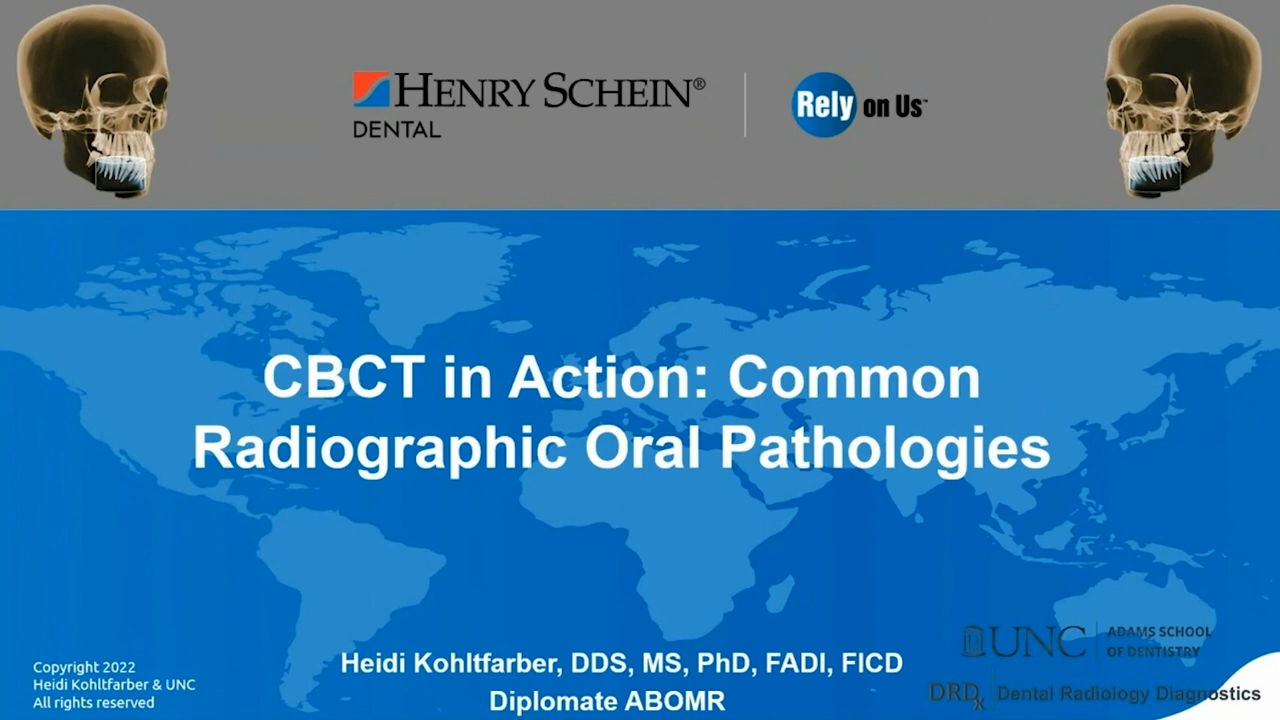 HENRY SCHEIN®
DENTAL
Rely on Us™
CBCT in Action: Common
Radiographic Oral Pathologies
Heidi Kohltfarber, DDS, MS, PhD, FADI, FICD
Diplomate ABOMR
Copyright 2022
Heidi Kohltfarber & UNC
All rights reserved
UNC
ADAMS SCHOOL
OF DENTISTRY
DRDx Dental Radiology Diagnostics